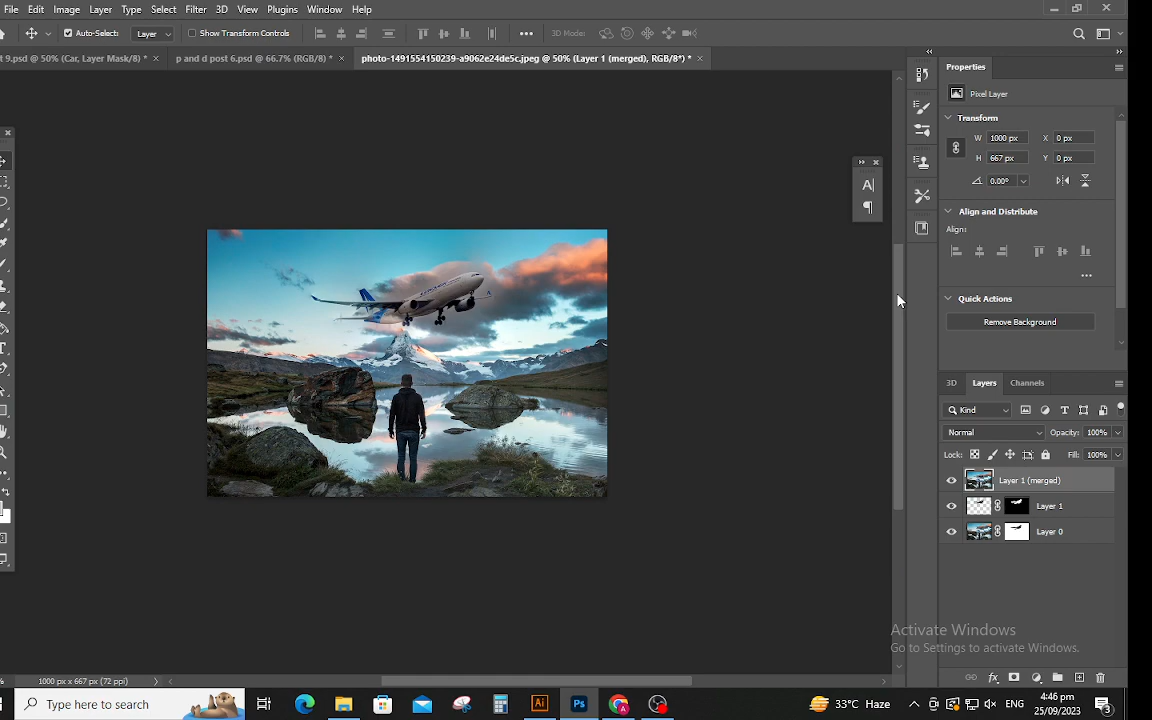 File Edit Image Layer Type Select Filter 3D View Plugins Window Help
Auto-Select: Layer Show Transform Controls ••• 3D Mode:
t 9.psd @ 50% (Car, Layer Mask/8) * × p and d post 6.psd @ 66.7% (RGB/8) * × photo-1491554150239-a9062e24de5c.jpeg @ 50% (Layer 1 (merged), RGB/8*) * ×
Properties
Pixel Layer
Transform
W 1000 px X 0 px
H 667 px Y 0 px
0.00°
Align and Distribute
Align:
•••
Quick Actions
Remove Background
3D Layers Channels
Kind
Normal Opacity: 100%
Lock: Fill: 100%
Layer 1 (merged)
Layer 1
Layer 0
Activate Windows
Go to Settings to activate Windows.
1000 px x 667 px (72 ppi)
Type here to search
33°C Haze
ENG
4:46 pm
25/09/2023
3